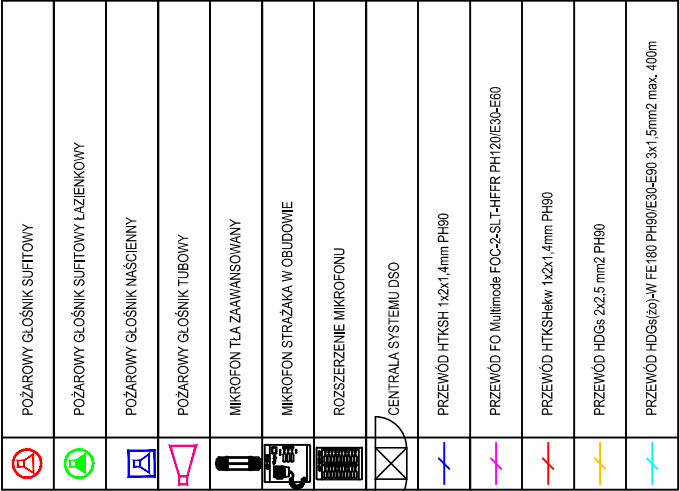 POŻAROWY GŁOŚNIK SUFITOWY
POŻAROWY GŁOŚNIK SUFITOWY ŁAZIENKOWY
POŻAROWY GŁOŚNIK NAŚCIENNY
POŻAROWY GŁOŚNIK TUBOWY
MIKROFON TŁA ZAAWANSOWANY
MIKROFON STRAŻAKA W OBUDOWIE
ROZSZERZENIE MIKROFONU
CENTRALA SYSTEMU DSO
PRZEWÓD HTKSH 1x2x1,4mm PH90
PRZEWÓD FO Multimode FOC-2-SLT-HFFR PH120/E30-E60
PRZEWÓD HTKSHekw 1x2x1,4mm PH90
PRZEWÓD HDGs 2x2,5 mm2 PH90
PRZEWÓD HDGs(żo)-W FE180 PH90/E30-E90 3x1,5mm2 max. 400m